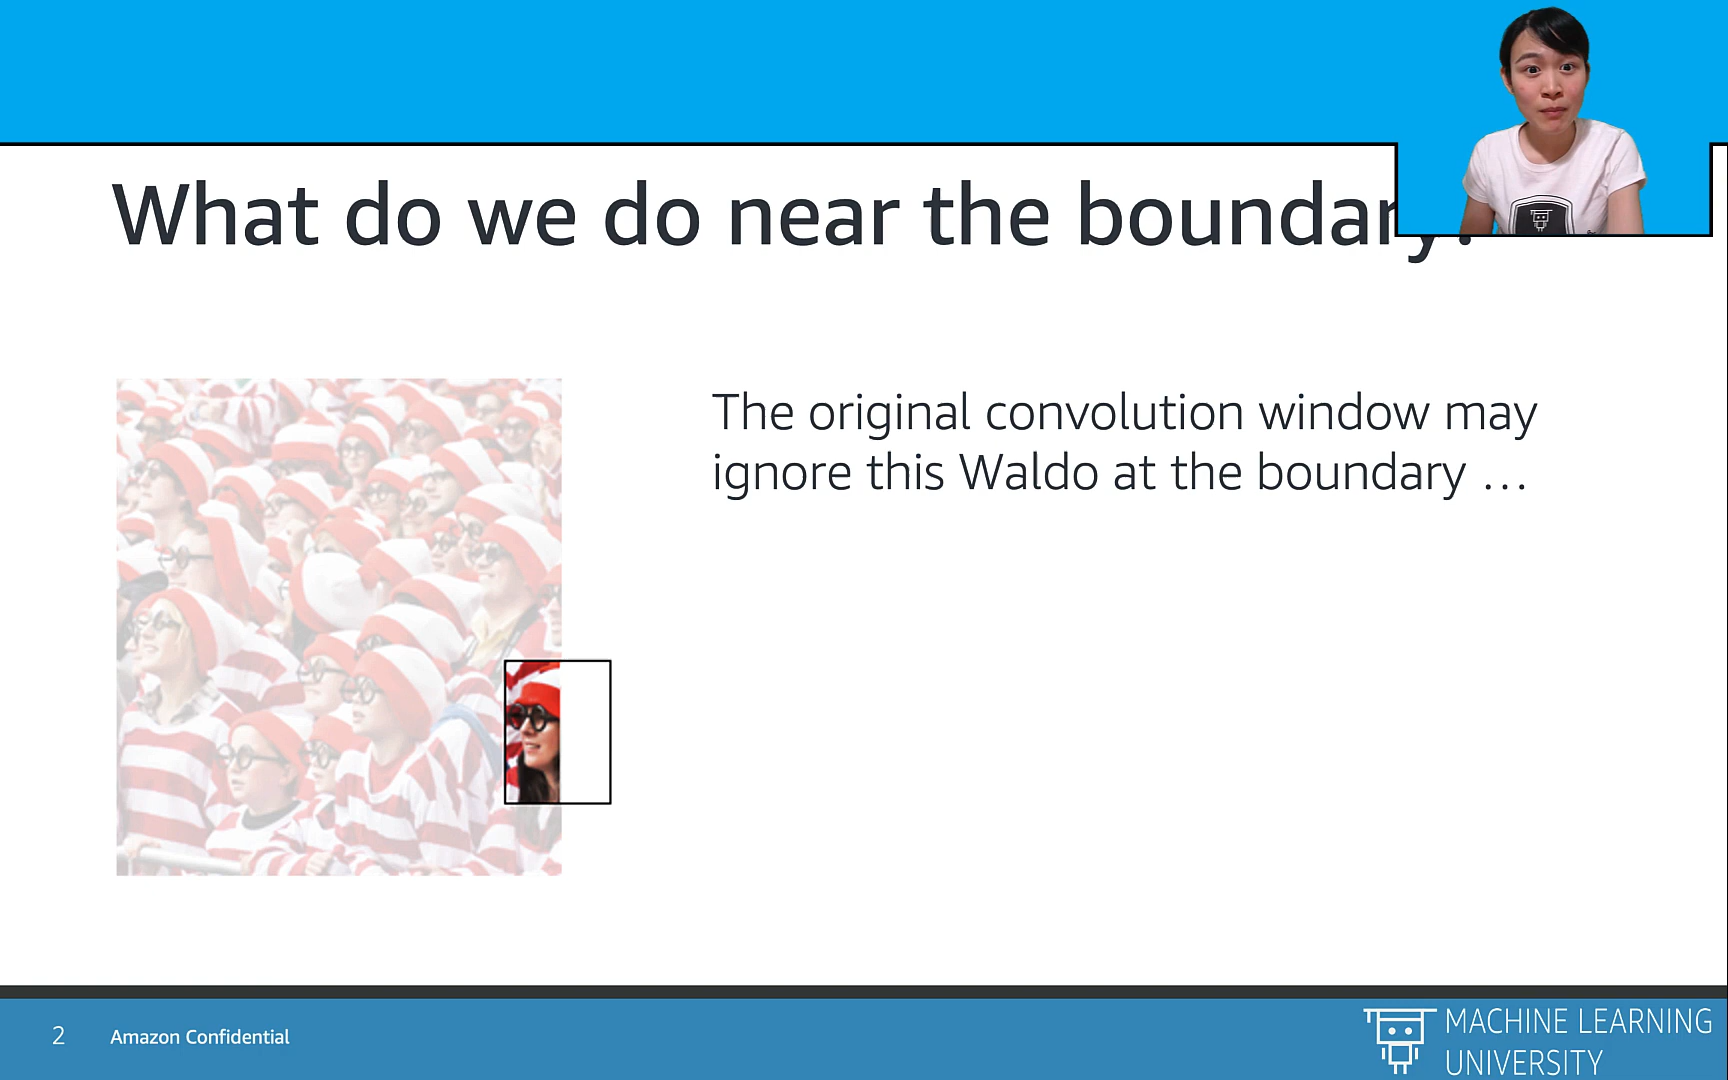 What do we do near the boundary?
The original convolution window may
ignore this Waldo at the boundary ...
2
Amazon Confidential
MACHINE LEARNING
UNIVERSITY